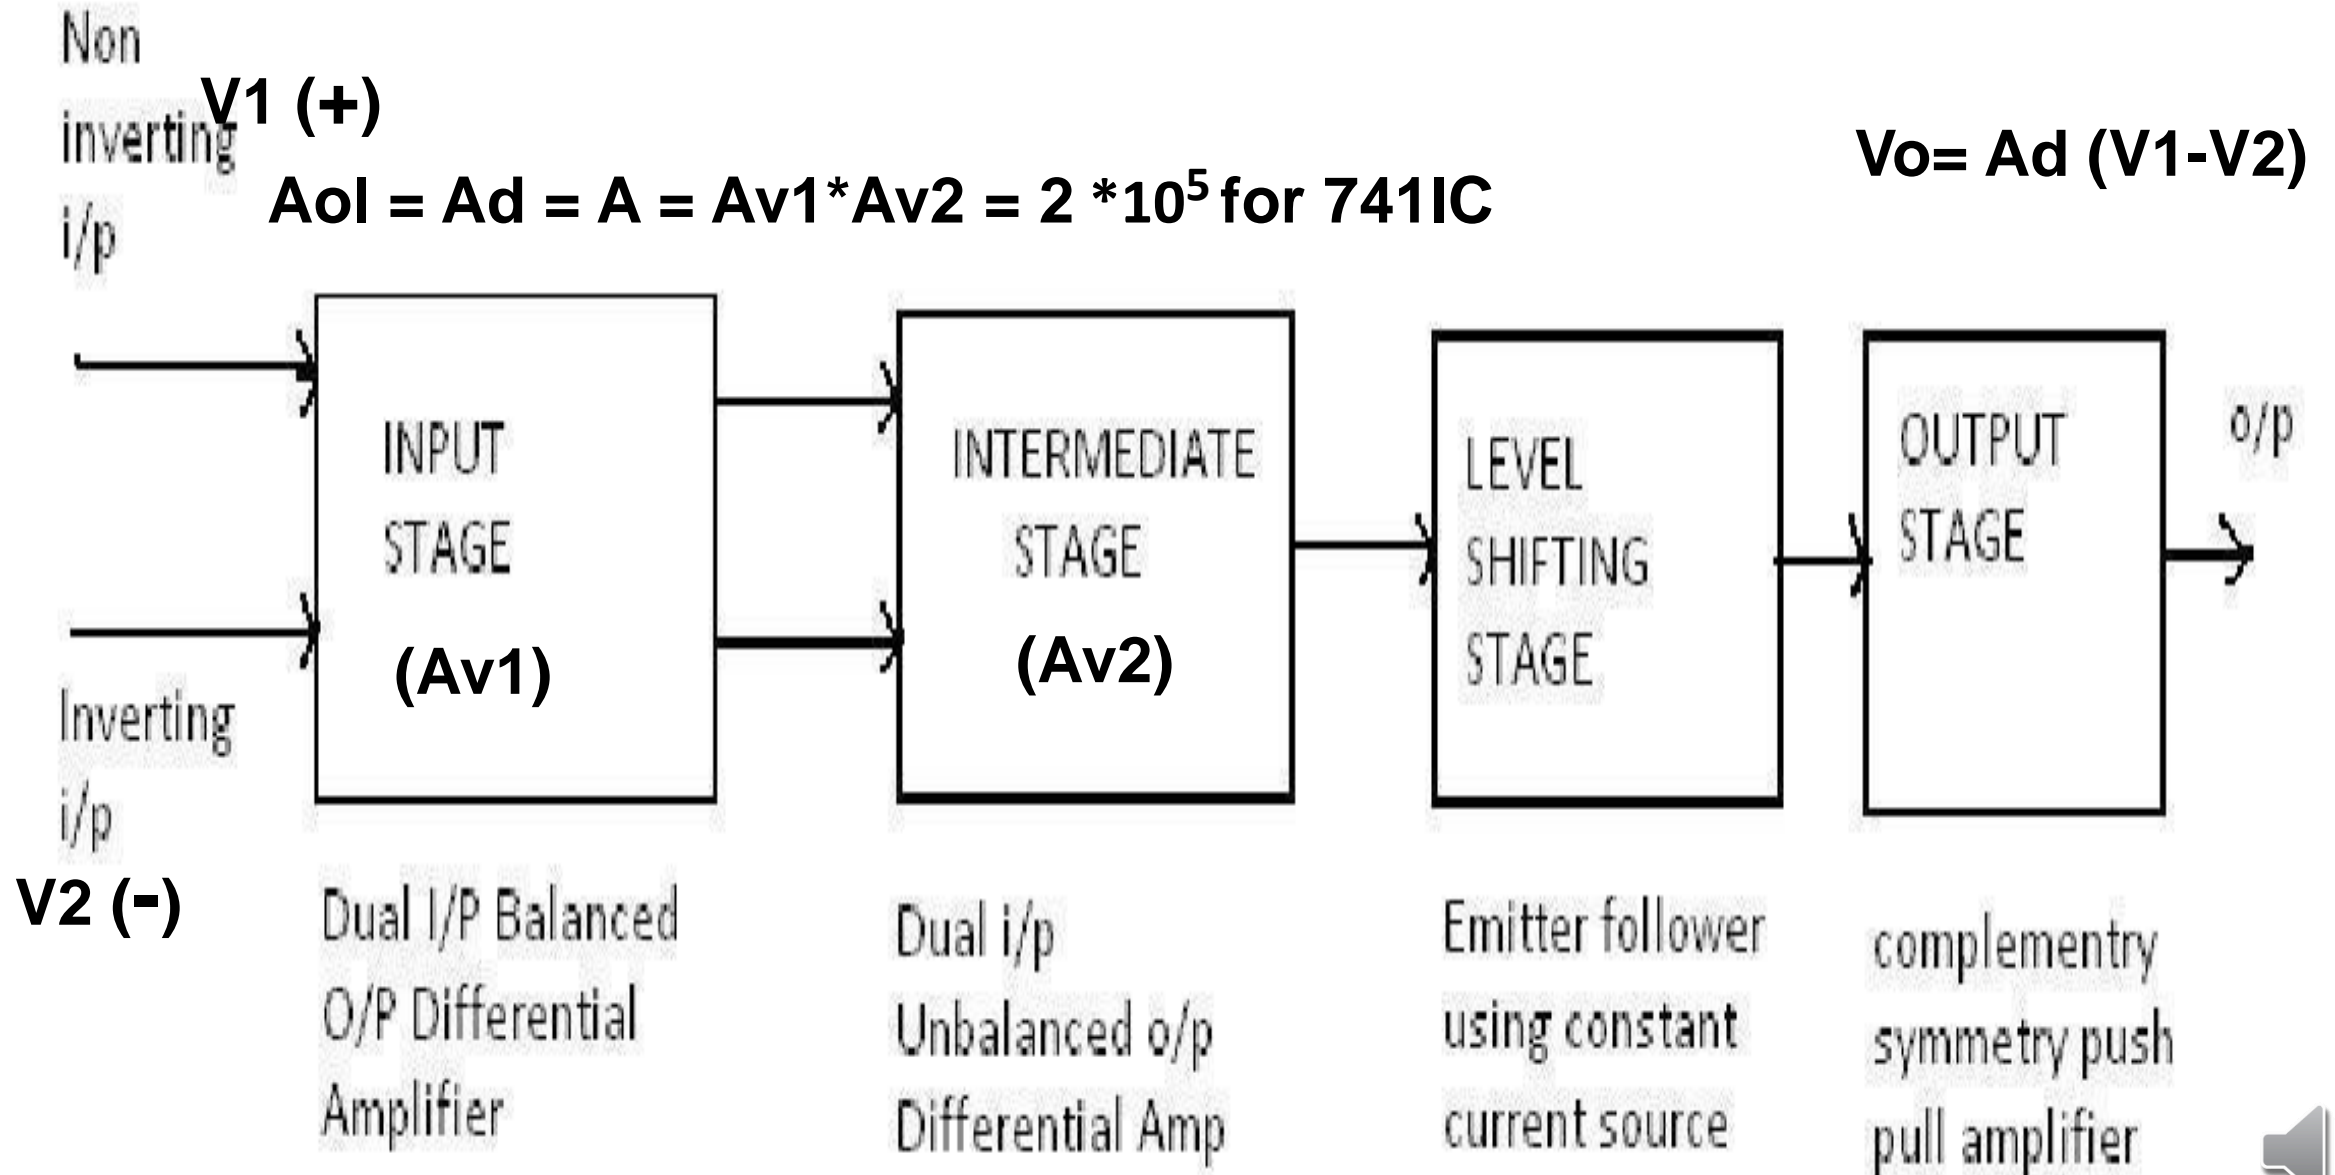 Non
inverting
i/p
V1 (+)
Aol = Ad = A = Av1*Av2 = 2 *10⁵ for 741IC
Vo= Ad (V1-V2)
INPUT
STAGE
(Av1)
INTERMEDIATE
STAGE
(Av2)
LEVEL
SHIFTING
STAGE
OUTPUT
STAGE
o/p
Inverting
i/p
V2 (-)
Dual I/P Balanced
O/P Differential
Amplifier
Dual i/p
Unbalanced o/p
Differential Amp
Emitter follower
using constant
current source
complementry
symmetry push
pull amplifier